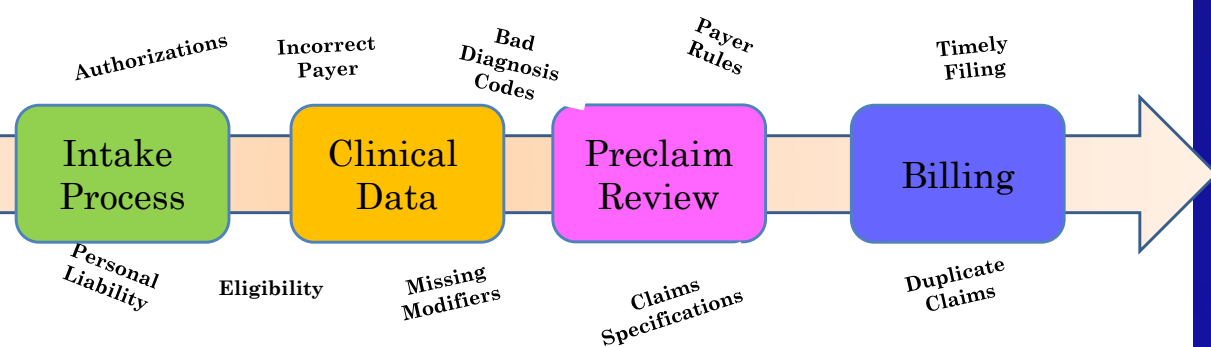 Authorizations
Incorrect
Payer
Bad
Diagnosis
Codes
Payer
Rules
Timely
Filing
Intake
Process
Clinical
Data
Preclaim
Review
Billing
Personal
Liability
Eligibility
Missing
Modifiers
Claims
Specifications
Duplicate
Claims